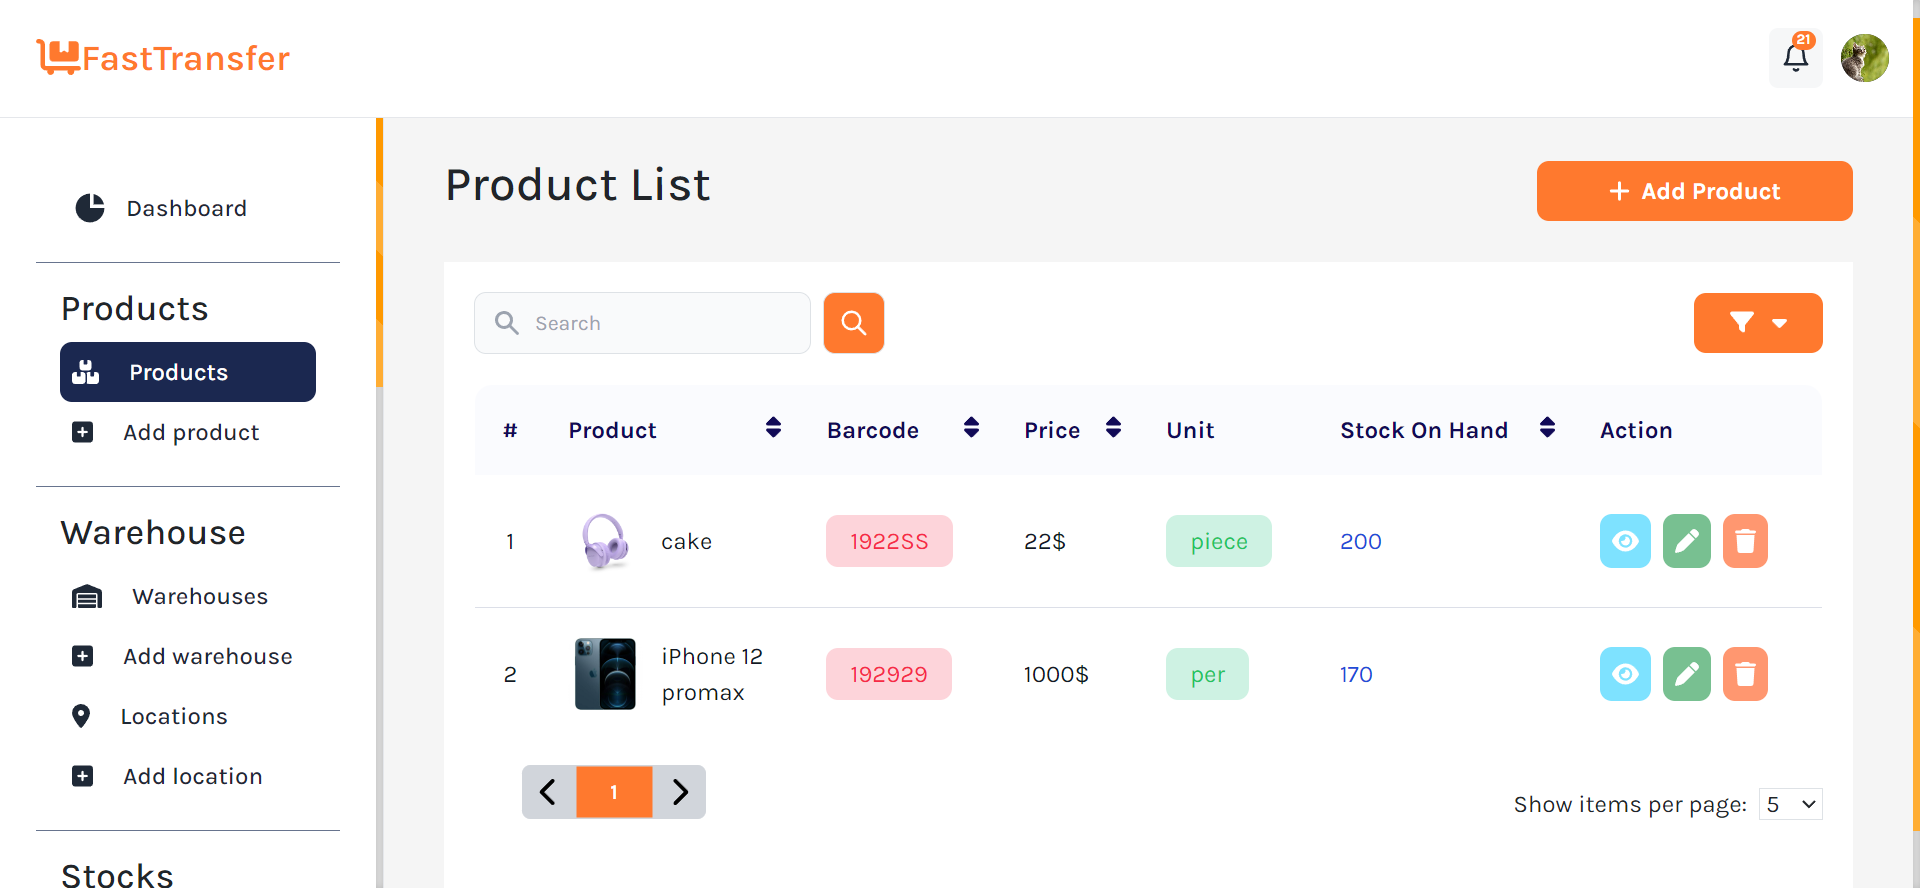 FastTransfer
21
Dashboard
Products
Products
Add product
Warehouse
Warehouses
Add warehouse
Locations
Add location
Stocks
Product List
Add Product
Search
# Product Barcode Price Unit Stock On Hand Action
1 cake 1922SS 22$ piece 200
2 iPhone 12 promax 192929 1000$ per 170
1
Show items per page: 5